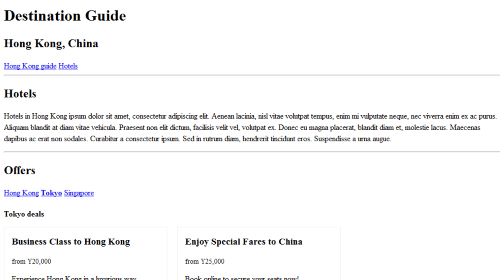 Destination Guide
Hong Kong, China
Hong Kong guide Hotels
Hotels
Hotels in Hong Kong ipsum dolor sit amet, consectetur adipiscing elit. Aenean lacinia, nisl vitae volutpat tempus, enim mi vulputate neque, nec viverra enim ex ac purus.
Aliquam blandit at diam vitae vehicula. Praesent non elit dictum, facilisis velit vel, volutpat ex. Donec eu magna placerat, blandit diam et, molestie lacus. Maecenas
dapibus ac erat non sodales. Curabitur a consectetur ipsum. Sed in rutrum diam, hendrerit tincidunt eros. Suspendisse a urna augue.
Offers
Hong Kong Tokyo Singapore
Tokyo deals
Business Class to Hong Kong
Enjoy Special Fares to China
from Y20,000
from Y25,000
Experience Hong Kong in a luxurious way
Book online to secure your seats now!